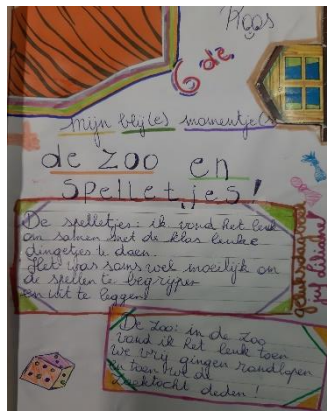 Roos
6de
mijn blij(e) momentje(s)
de zoo en
spelletjes!
De spelletjes: ik vond het leuk
om samen met de klas leuke
dingetjes te doen.
Het was soms ook moeilijk om
de spellen te begrijpen
en uit te leggen
De zoo: in de zoo
vond ik het leuk toen
we vrij gingen rondlopen
en toen we de
zoektocht deden!
geluksdagboek
juf